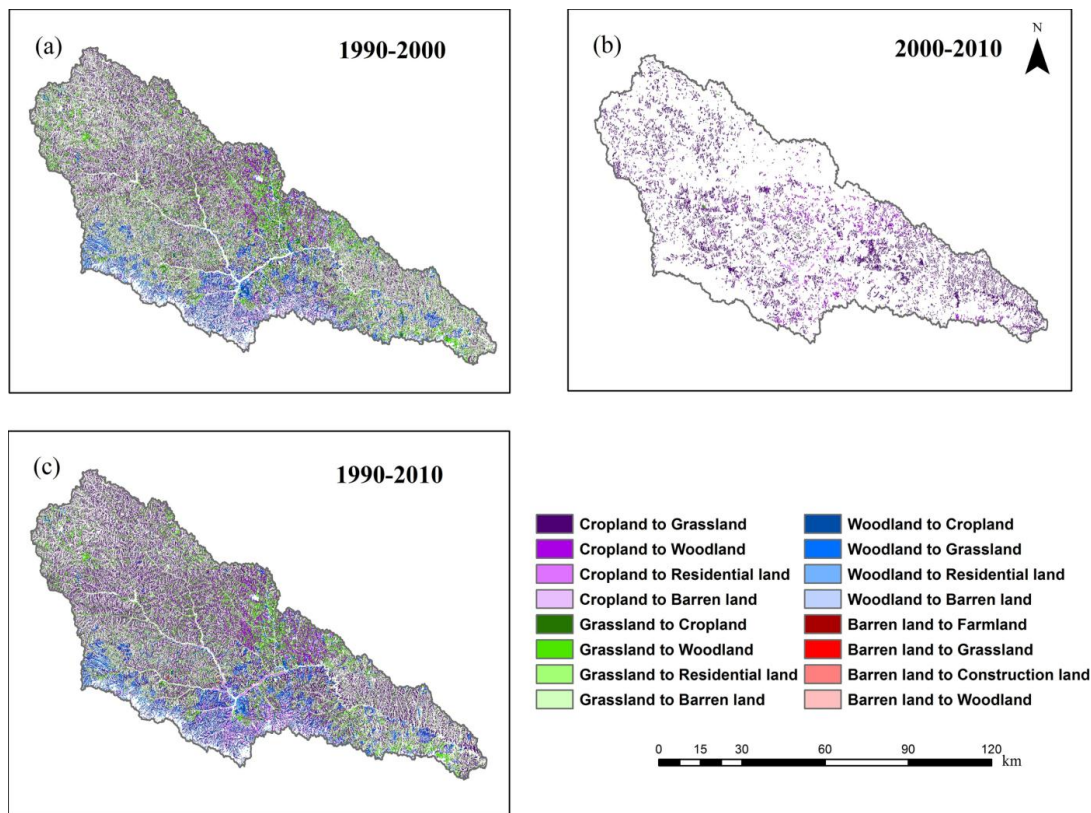 (a)
1990-2000
(b)
2000-2010
N
(c)
1990-2010
Cropland to Grassland
Cropland to Woodland
Cropland to Residential land
Cropland to Barren land
Grassland to Cropland
Grassland to Woodland
Grassland to Residential land
Grassland to Barren land
Woodland to Cropland
Woodland to Grassland
Woodland to Residential land
Woodland to Barren land
Barren land to Farmland
Barren land to Grassland
Barren land to Construction land
Barren land to Woodland
0 15 30 60 90 120
km